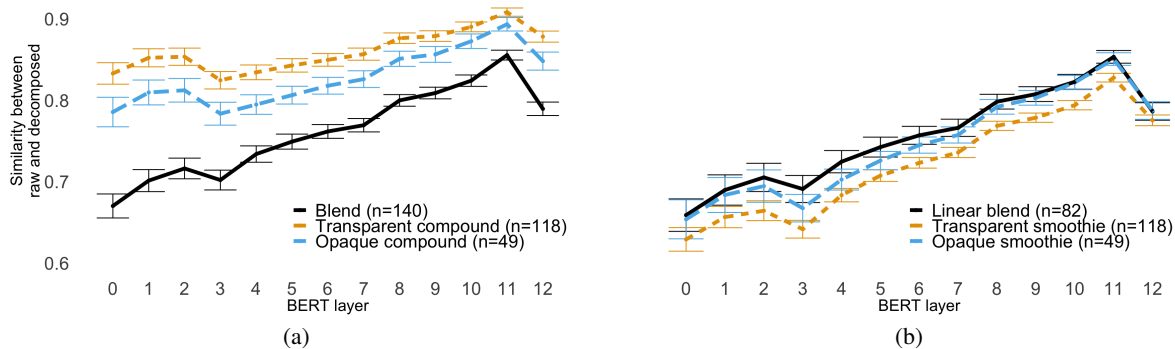 Similarity between
raw and decomposed
0.9
0.8
0.7
0.6
Blend (n=140)
Transparent compound (n=118)
Opaque compound (n=49)
0 1 2 3 4 5 6 7 8 9 10 11 12
BERT layer
(a)
Linear blend (n=82)
Transparent smoothie (n=118)
Opaque smoothie (n=49)
0 1 2 3 4 5 6 7 8 9 10 11 12
BERT layer
(b)